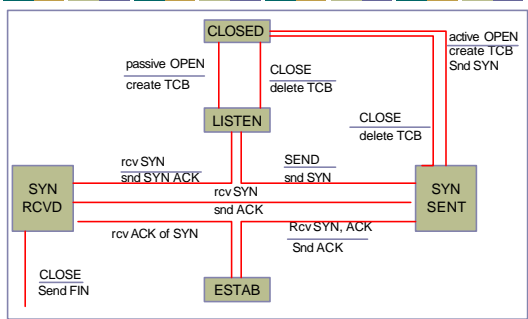 CLOSED
active OPEN
create TCB
Snd SYN
passive OPEN
create TCB
CLOSE
delete TCB
LISTEN
CLOSE
delete TCB
rcv SYN
snd SYN ACK
SEND
snd SYN
SYN
RCVD
rcv SYN
snd ACK
SYN
SENT
rcv ACK of SYN
Rcv SYN, ACK
Snd ACK
CLOSE
Send FIN
ESTAB